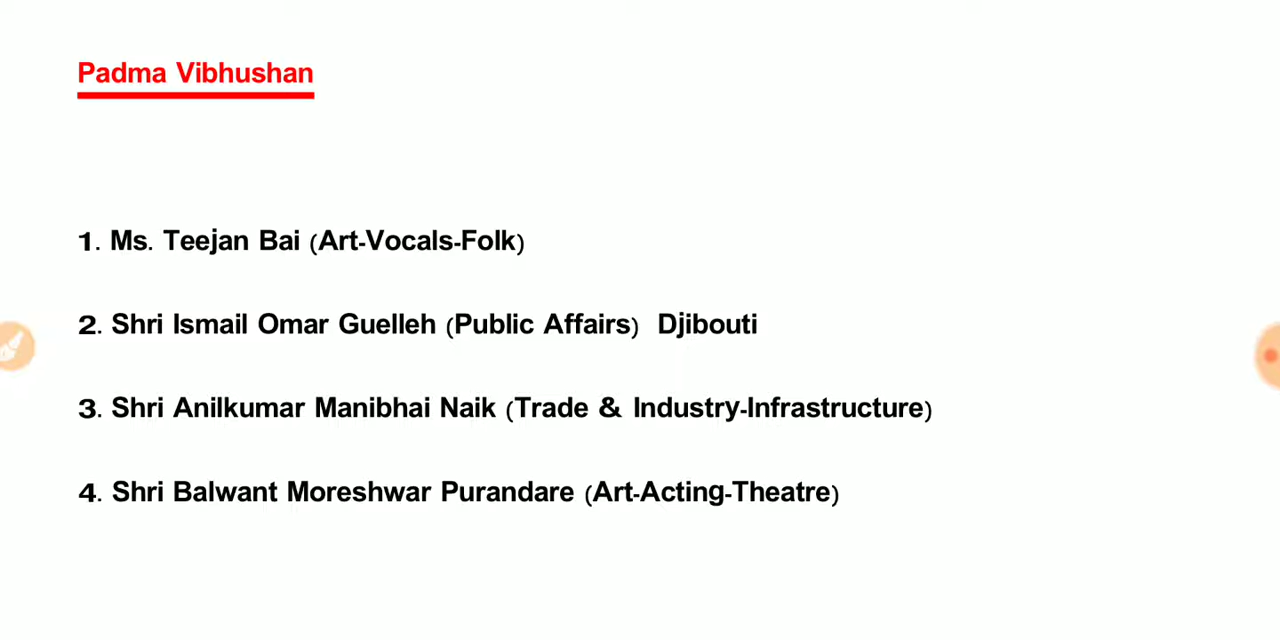 Padma Vibhushan
1. Ms. Teejan Bai (Art-Vocals-Folk)
2. Shri Ismail Omar Guelleh (Public Affairs) Djibouti
3. Shri Anilkumar Manibhai Naik (Trade & Industry-Infrastructure)
4. Shri Balwant Moreshwar Purandare (Art-Acting-Theatre)